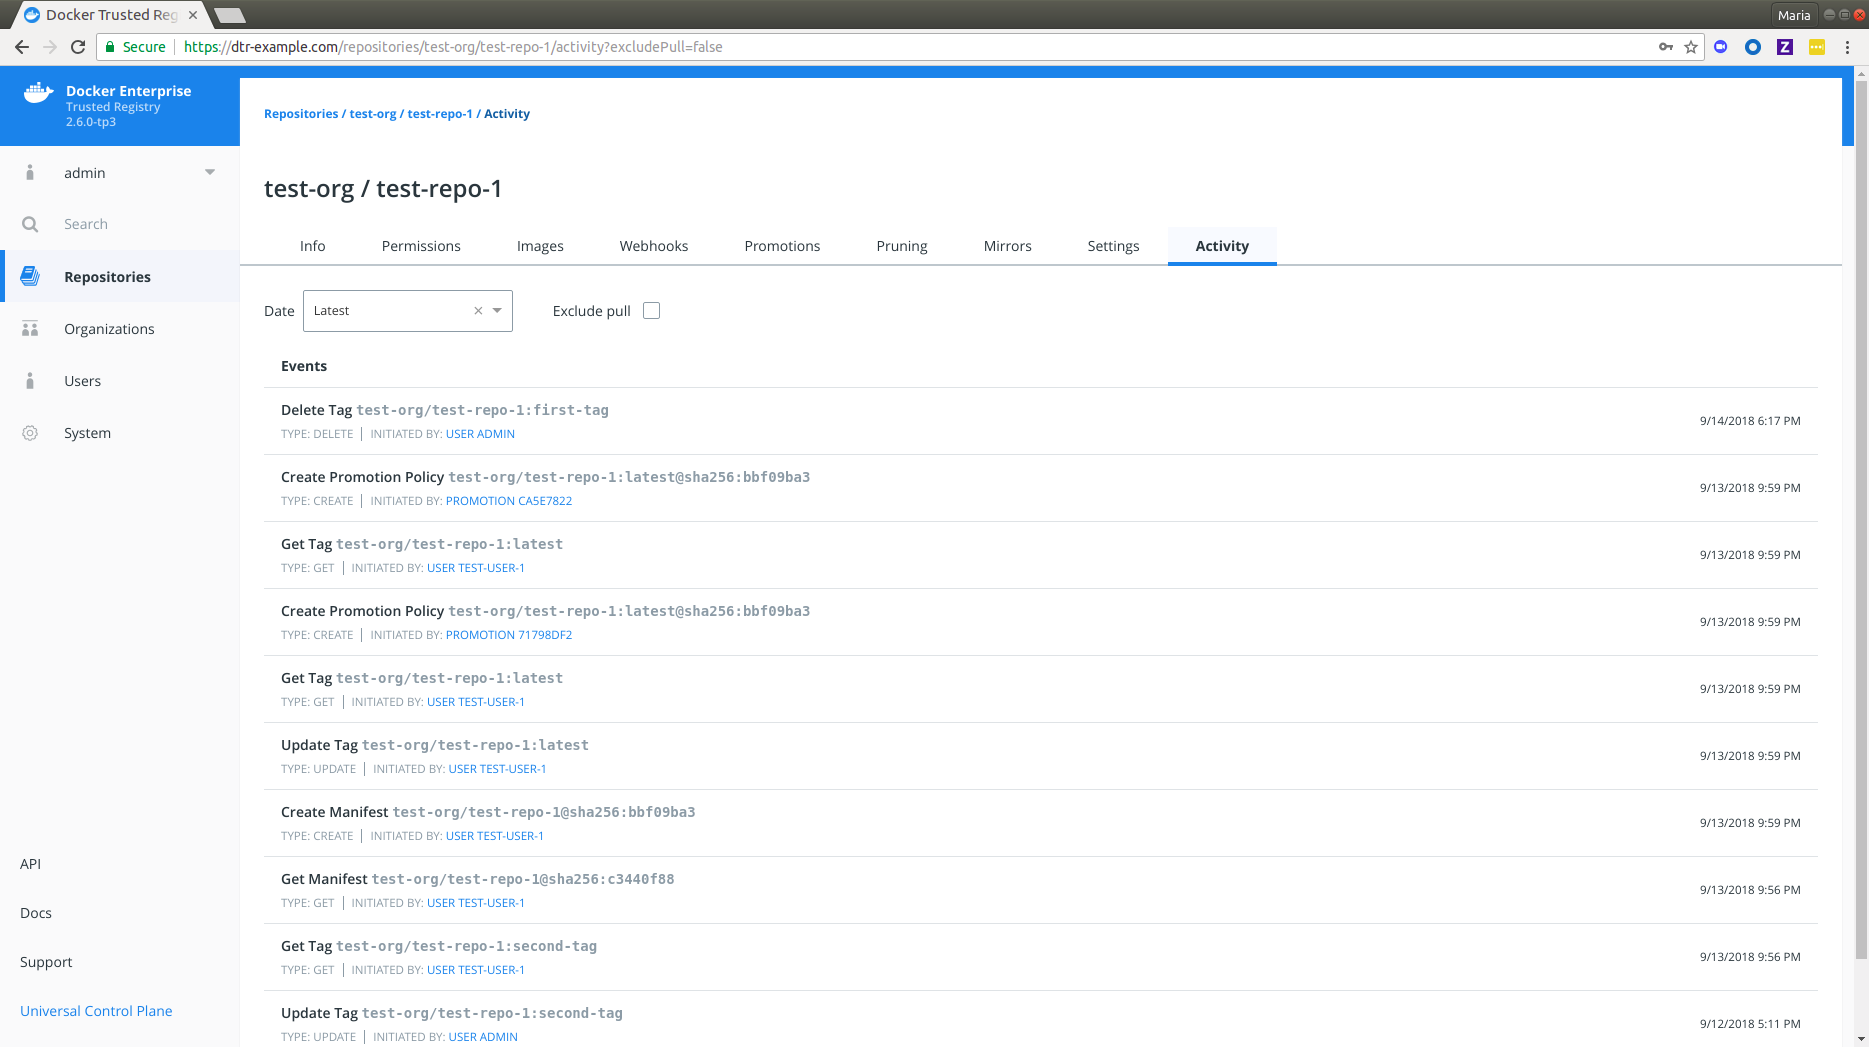 Docker Trusted Reg
Maria
Secure
https://dtr-example.com/repositories/test-org/test-repo-1/activity?excludePull=false
Docker Enterprise
Trusted Registry
2.6.0-tp3
admin
Search
Repositories
Organizations
Users
System
API
Docs
Support
Universal Control Plane
Repositories / test-org / test-repo-1 / Activity
test-org / test-repo-1
Info Permissions Images Webhooks Promotions Pruning Mirrors Settings Activity
Date Latest Exclude pull
Events
Delete Tag test-org/test-repo-1:first-tag
TYPE: DELETE | INITIATED BY: USER ADMIN
9/14/2018 6:17 PM
Create Promotion Policy test-org/test-repo-1:latest@sha256:bbf09ba3
TYPE: CREATE | INITIATED BY: PROMOTION CA5E7822
9/13/2018 9:59 PM
Get Tag test-org/test-repo-1:latest
TYPE: GET | INITIATED BY: USER TEST-USER-1
9/13/2018 9:59 PM
Create Promotion Policy test-org/test-repo-1:latest@sha256:bbf09ba3
TYPE: CREATE | INITIATED BY: PROMOTION 71798DF2
9/13/2018 9:59 PM
Get Tag test-org/test-repo-1:latest
TYPE: GET | INITIATED BY: USER TEST-USER-1
9/13/2018 9:59 PM
Update Tag test-org/test-repo-1:latest
TYPE: UPDATE | INITIATED BY: USER TEST-USER-1
9/13/2018 9:59 PM
Create Manifest test-org/test-repo-1@sha256:bbf09ba3
TYPE: CREATE | INITIATED BY: USER TEST-USER-1
9/13/2018 9:59 PM
Get Manifest test-org/test-repo-1@sha256:c3440f88
TYPE: GET | INITIATED BY: USER TEST-USER-1
9/13/2018 9:56 PM
Get Tag test-org/test-repo-1:second-tag
TYPE: GET | INITIATED BY: USER TEST-USER-1
9/13/2018 9:56 PM
Update Tag test-org/test-repo-1:second-tag
TYPE: UPDATE | INITIATED BY: USER ADMIN
9/12/2018 5:11 PM